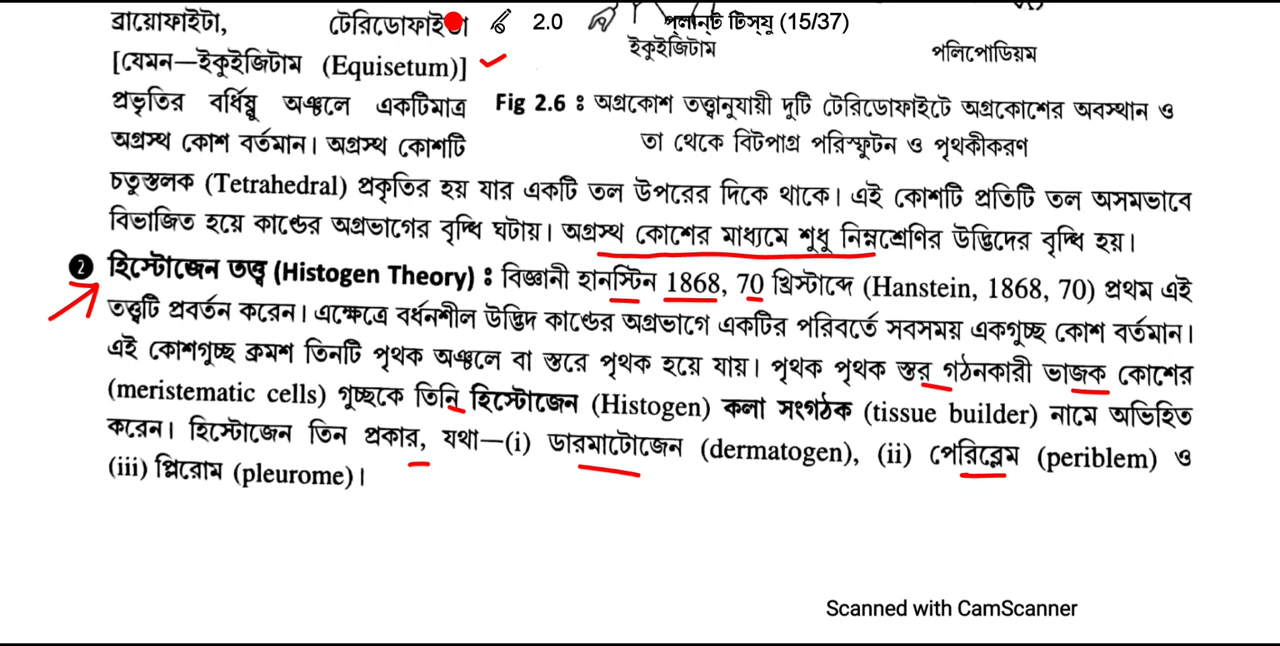 ব্রায়োফাইটা, টেরিডোফাইটা 2.0 প্লান্ট টিস্যু (15/37)
ইকুইজিটাম পলিপোডিয়াম
[যেমন—ইকুইজিটাম (Equisetum)]
প্রভৃতির বর্ধিষ্ণু অঞ্চলে একটিমাত্র
Fig 2.6 : অগ্রকোশ তত্ত্বানুযায়ী দুটি টেরিডোফাইটে অগ্রকোশের অবস্থান ও
অগ্রস্থ কোশ বর্তমান। অগ্রস্থ কোশটি
তা থেকে বিটপাগ্র পরিস্ফুটন ও পৃথকীকরণ
চতুস্তলক (Tetrahedral) প্রকৃতির হয় যার একটি তল উপরের দিকে থাকে। এই কোশটি প্রতিটি তল অসমভাবে
বিভাজিত হয়ে কাণ্ডের অগ্রভাগের বৃদ্ধি ঘটায়। অগ্রস্থ কোশের মাধ্যমে শুধু নিম্নশ্রেণির উদ্ভিদের বৃদ্ধি হয়।
❷ হিস্টোজেন তত্ত্ব (Histogen Theory) : বিজ্ঞানী হানস্টিন 1868, 70 খ্রিস্টাব্দে (Hanstein, 1868, 70) প্রথম এই
তত্ত্বটি প্রবর্তন করেন। এক্ষেত্রে বর্ধনশীল উদ্ভিদ কাণ্ডের অগ্রভাগে একটির পরিবর্তে সবসময় একগুচ্ছ কোশ বর্তমান।
এই কোশগুচ্ছ ক্রমশ তিনটি পৃথক অঞ্চলে বা স্তরে পৃথক হয়ে যায়। পৃথক পৃথক স্তর গঠনকারী ভাজক কোশের
(meristematic cells) গুচ্ছকে তিনি হিস্টোজেন (Histogen) কলা সংগঠক (tissue builder) নামে অভিহিত
করেন। হিস্টোজেন তিন প্রকার, যথা—(i) ডারমাটোজেন (dermatogen), (ii) পেরিব্লেম (periblem) ও
(iii) প্লিরোম (pleurome)।
Scanned with CamScanner